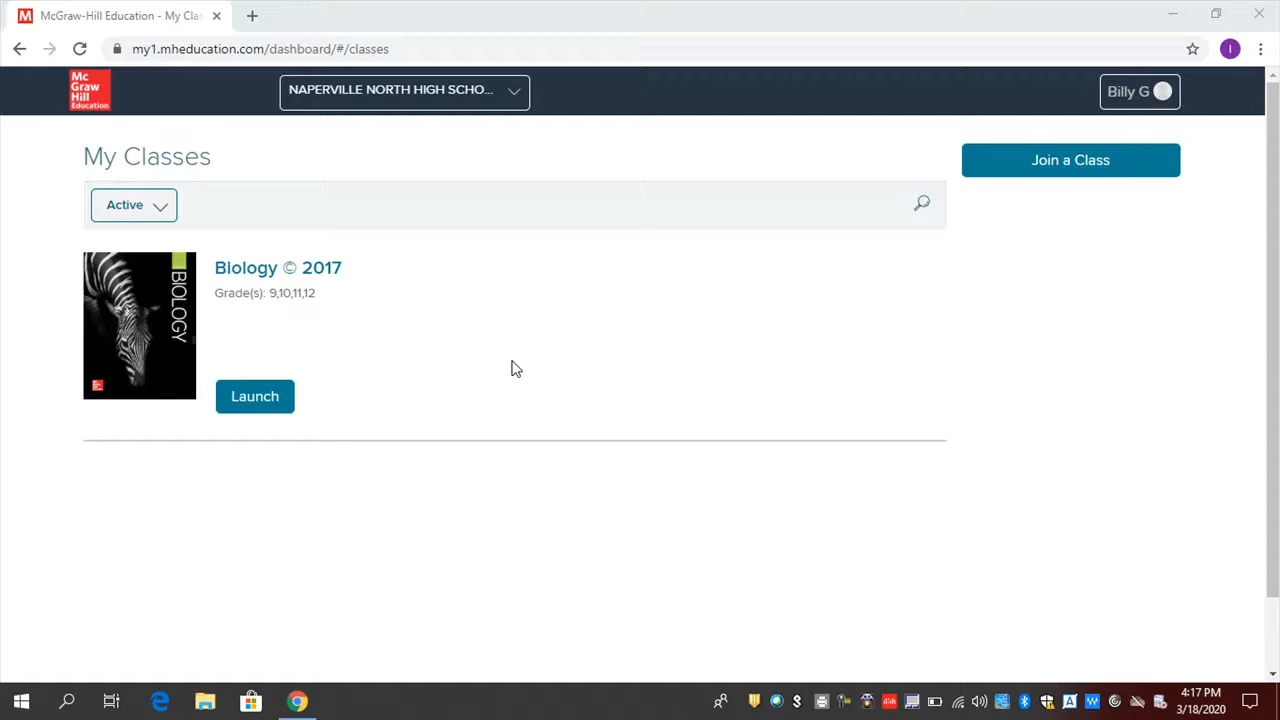 McGraw-Hill Education - My Clas
my1.mheducation.com/dashboard/#/classes
I
Mc
Graw
Hill
Education
NAPERVILLE NORTH HIGH SCHO...
Billy G
My Classes
Join a Class
Active
BIOLOGY
Biology © 2017
Grade(s): 9,10,11,12
Launch
4:17 PM
3/18/2020